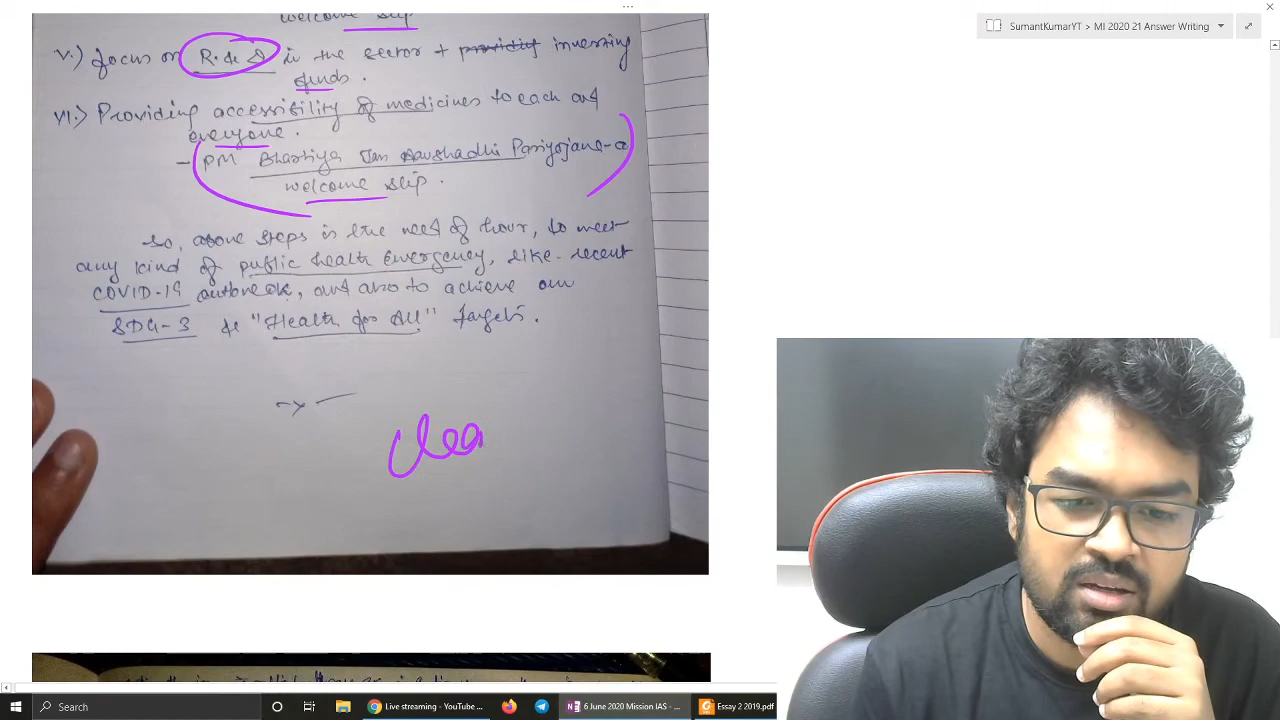 SumantKumarYT > MI 2020 21 Answer Writing
welcome step
V.) focus on R. & D in the sector + investing
funds.
VI.) Providing accessibility of medicines to each and
everyone.
- PM Bhartiya Jan Aaushadhi Pariyojana-a
welcome step.
So, above steps is the need of hour, to meet
any kind of public health Emergency, like-recent
COVID-19 outbreak, and also to achieve our
SDG-3 & "Health for All" targets.
Search
Live streaming - YouTube ...
6 June 2020 Mission IAS - ...
Essay 2 2019.pdf